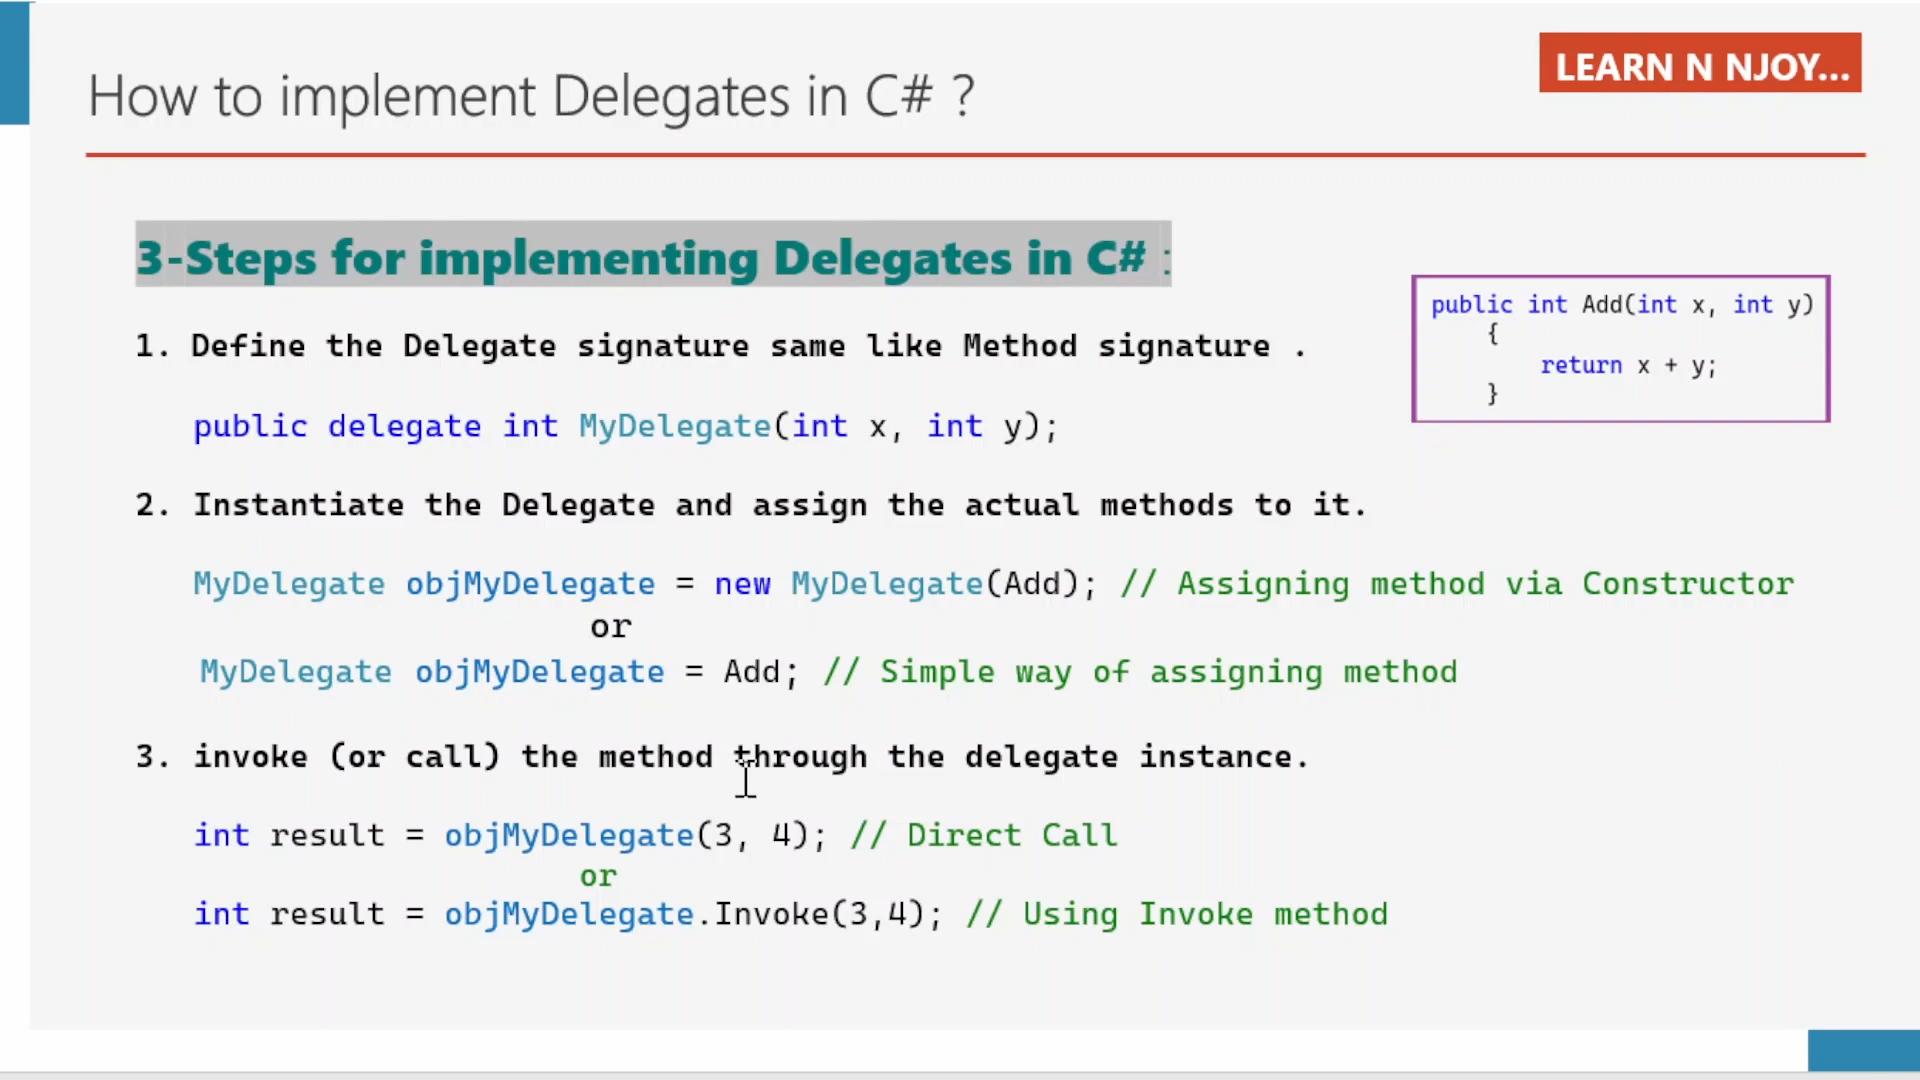 LEARN N NJOY...
How to implement Delegates in C# ?
3-Steps for implementing Delegates in C# :
public int Add(int x, int y)
{
return x + y;
}
1. Define the Delegate signature same like Method signature .
public delegate int MyDelegate(int x, int y);
2. Instantiate the Delegate and assign the actual methods to it.
MyDelegate objMyDelegate = new MyDelegate(Add); // Assigning method via Constructor
or
MyDelegate objMyDelegate = Add; // Simple way of assigning method
3. invoke (or call) the method through the delegate instance.
int result = objMyDelegate(3, 4); // Direct Call
or
int result = objMyDelegate.Invoke(3,4); // Using Invoke method